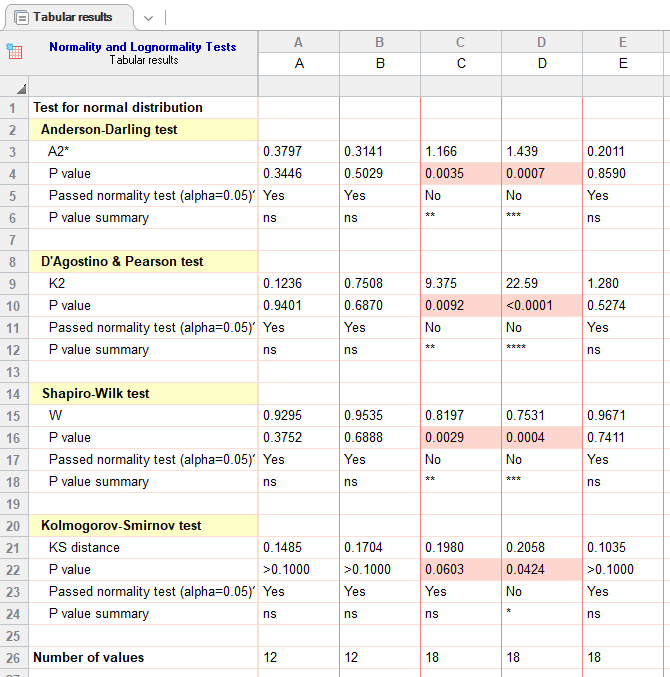 Tabular results
Normality and Lognormality Tests A B C D E
Tabular results A B C D E
1 Test for normal distribution
2 Anderson-Darling test
3 A2* 0.3797 0.3141 1.166 1.439 0.2011
4 P value 0.3446 0.5029 0.0035 0.0007 0.8590
5 Passed normality test (alpha=0.05)? Yes Yes No No Yes
6 P value summary ns ns ** *** ns
7
8 D'Agostino & Pearson test
9 K2 0.1236 0.7508 9.375 22.59 1.280
10 P value 0.9401 0.6870 0.0092 <0.0001 0.5274
11 Passed normality test (alpha=0.05)? Yes Yes No No Yes
12 P value summary ns ns ** **** ns
13
14 Shapiro-Wilk test
15 W 0.9295 0.9535 0.8197 0.7531 0.9671
16 P value 0.3752 0.6888 0.0029 0.0004 0.7411
17 Passed normality test (alpha=0.05)? Yes Yes No No Yes
18 P value summary ns ns ** *** ns
19
20 Kolmogorov-Smirnov test
21 KS distance 0.1485 0.1704 0.1980 0.2058 0.1035
22 P value >0.1000 >0.1000 0.0603 0.0424 >0.1000
23 Passed normality test (alpha=0.05)? Yes Yes Yes No Yes
24 P value summary ns ns ns * ns
25
26 Number of values 12 12 18 18 18